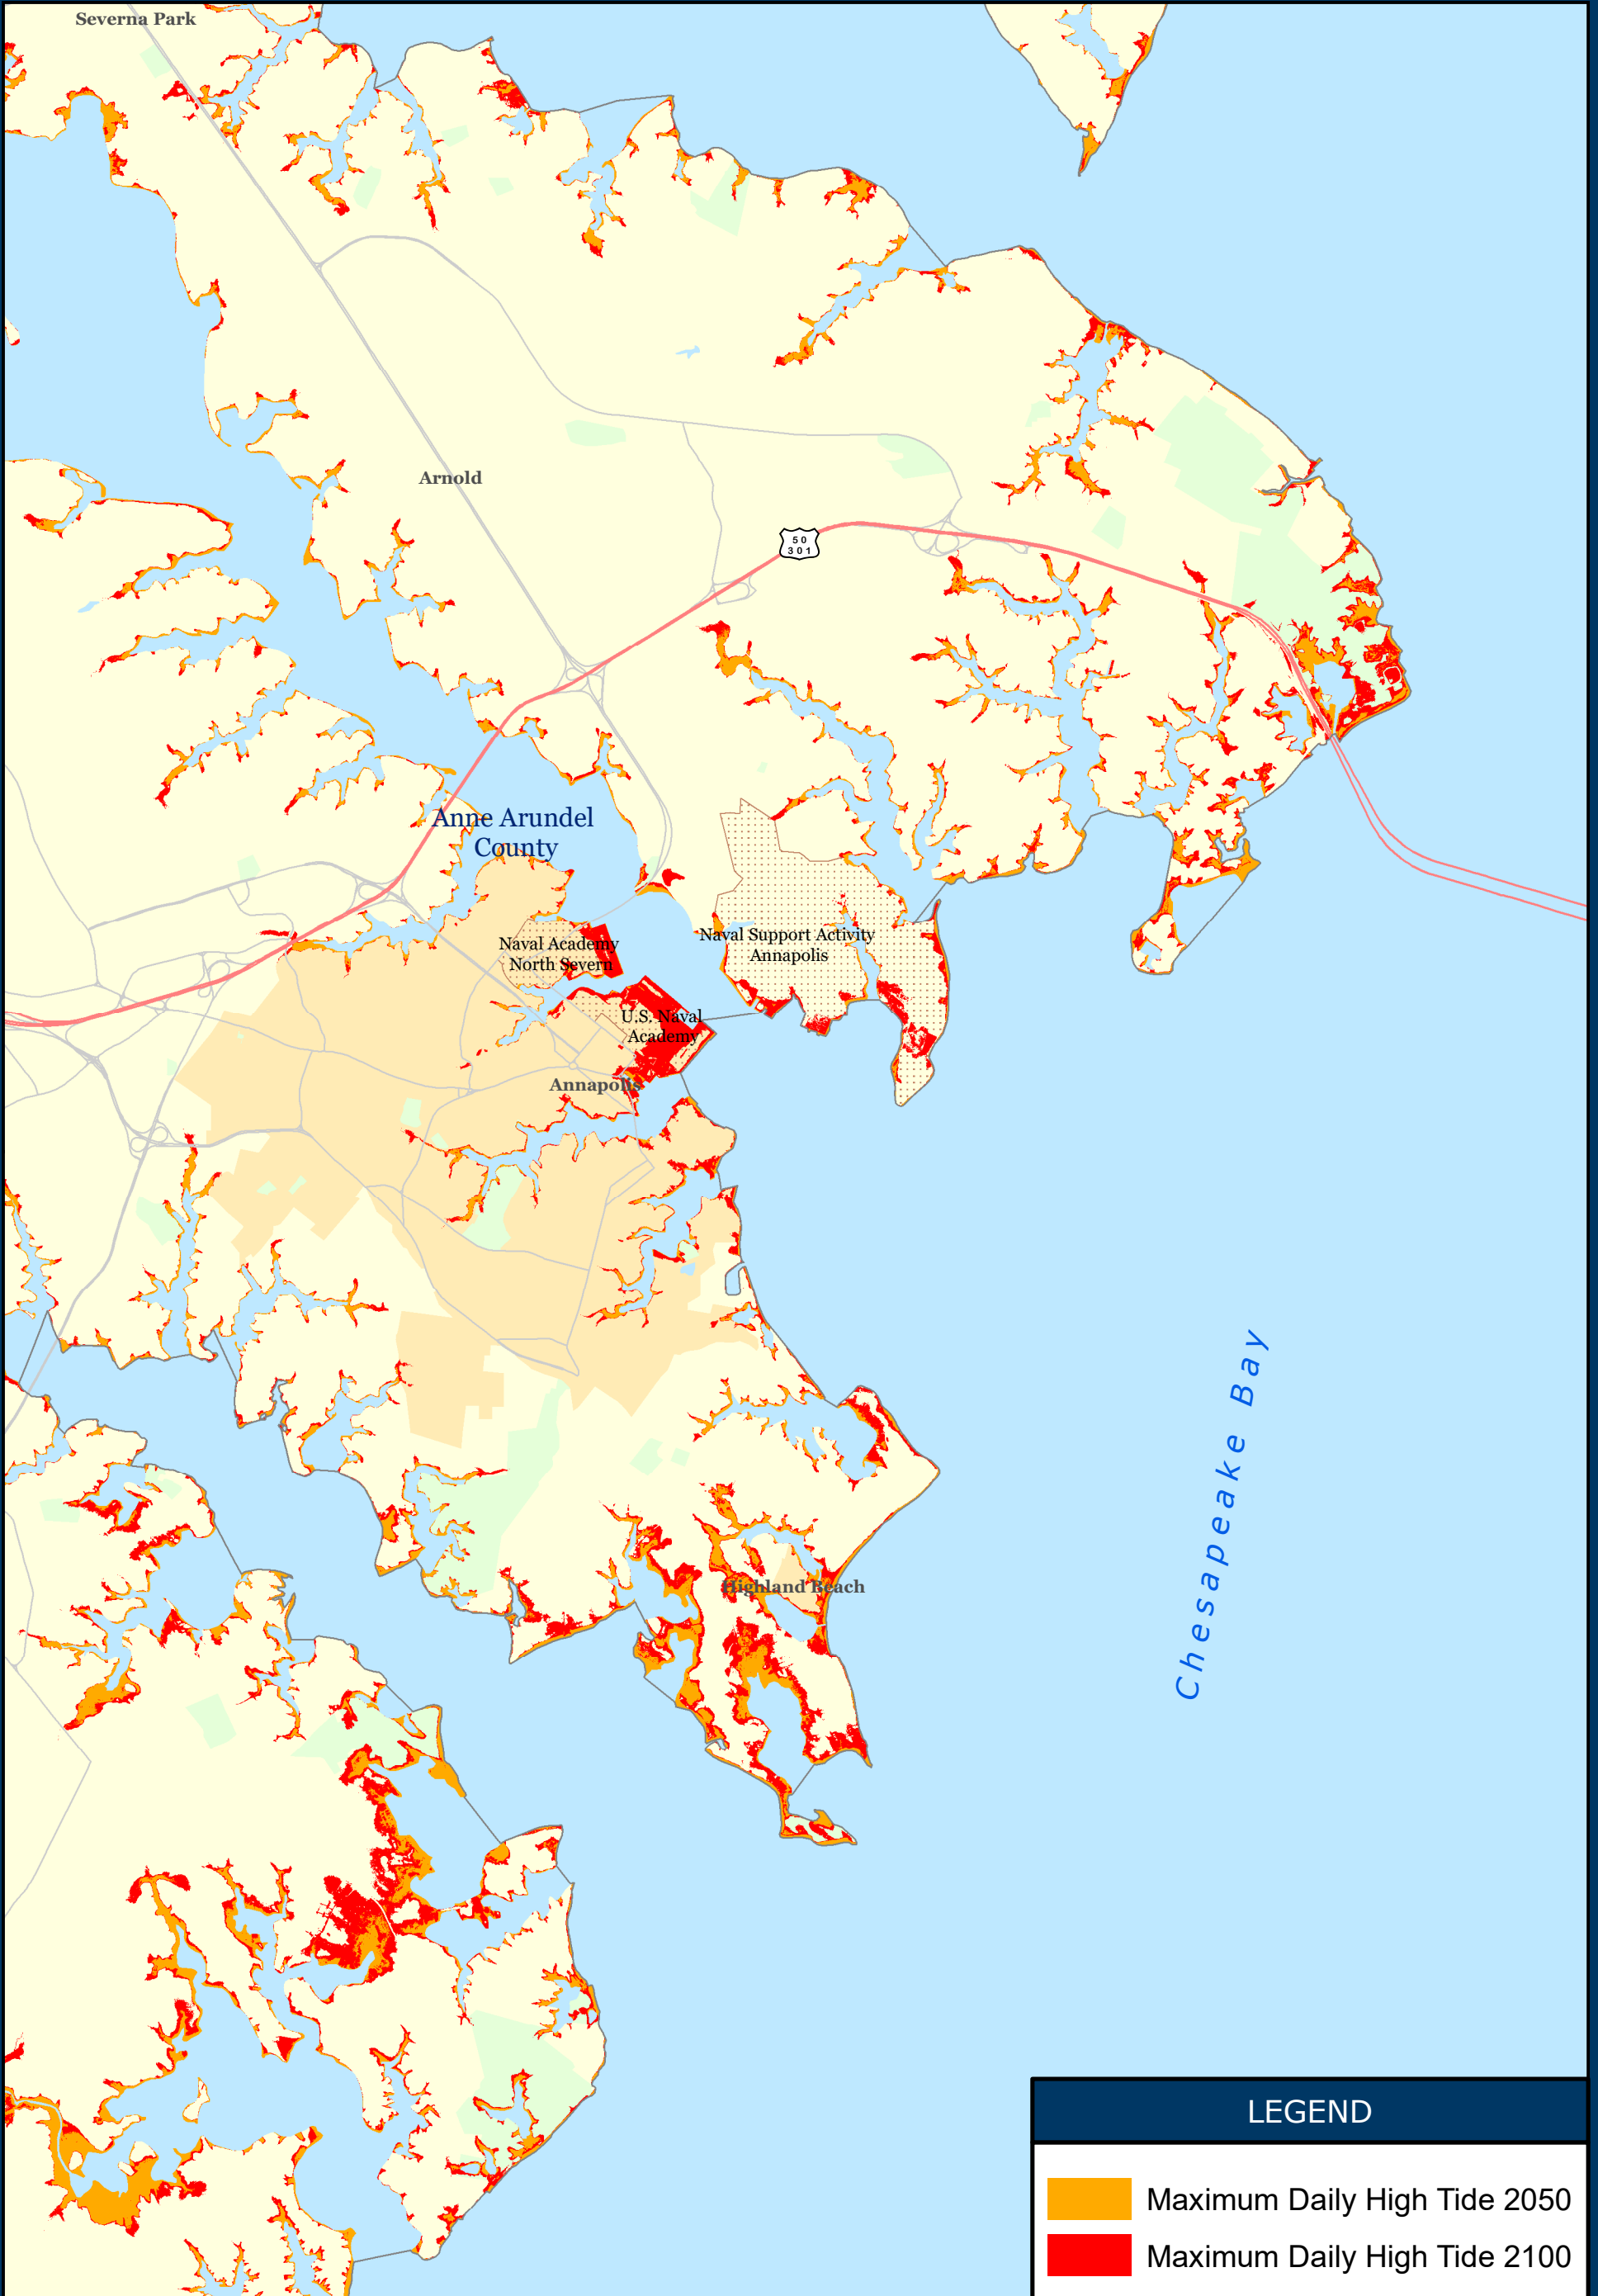 Severna Park
Arnold
50
301
Anne Arundel
County
Naval Academy
North Severn
Naval Support Activity
Annapolis
U.S. Naval
Academy
Annapolis
Chesapeake Bay
Highland Beach
LEGEND
Maximum Daily High Tide 2050
Maximum Daily High Tide 2100